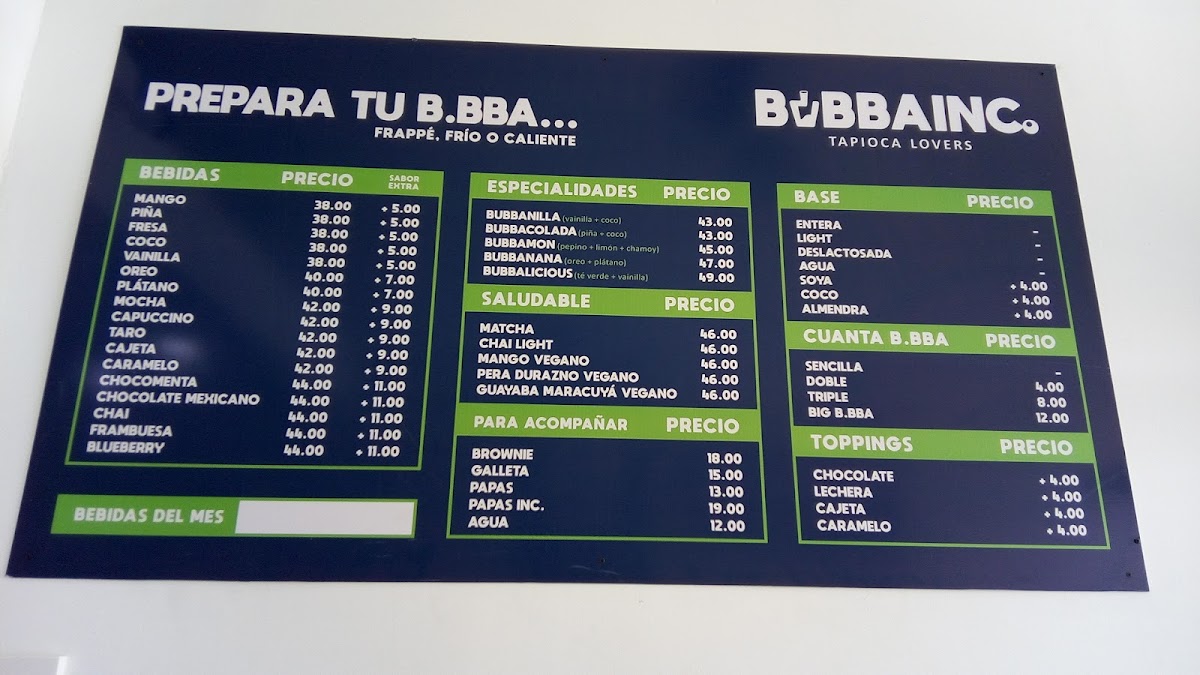 PREPARA TU B.BBA...
FRAPPÉ, FRÍO O CALIENTE
BUBBAINC.
TAPIOCA LOVERS
BEBIDAS PRECIO SABOR EXTRA
MANGO 38.00 + 5.00
PIÑA 38.00 + 5.00
FRESA 38.00 + 5.00
COCO 38.00 + 5.00
VAINILLA 38.00 + 5.00
OREO 40.00 + 7.00
PLÁTANO 40.00 + 7.00
MOCHA 42.00 + 9.00
CAPUCCINO 42.00 + 9.00
TARO 42.00 + 9.00
CAJETA 42.00 + 9.00
CARAMELO 42.00 + 9.00
CHOCOMENTA 44.00 + 11.00
CHOCOLATE MEXICANO 44.00 + 11.00
CHAI 44.00 + 11.00
FRAMBUESA 44.00 + 11.00
BLUEBERRY 44.00 + 11.00
BEBIDAS DEL MES
ESPECIALIDADES PRECIO
BUBBANILLA (vainilla + coco) 43.00
BUBBACOLADA (piña + coco) 43.00
BUBBAMON (pepino + limón + chamoy) 45.00
BUBBANANA (oreo + plátano) 47.00
BUBBALICIOUS (té verde + vainilla) 49.00
SALUDABLE PRECIO
MATCHA 46.00
CHAI LIGHT 46.00
MANGO VEGANO 46.00
PERA DURAZNO VEGANO 46.00
GUAYABA MARACUYÁ VEGANO 46.00
PARA ACOMPAÑAR PRECIO
BROWNIE 18.00
GALLETA 15.00
PAPAS 13.00
PAPAS INC. 19.00
AGUA 12.00
BASE PRECIO
ENTERA -
LIGHT -
DESLACTOSADA -
AGUA -
SOYA + 4.00
COCO + 4.00
ALMENDRA + 4.00
CUANTA B.BBA PRECIO
SENCILLA -
DOBLE 4.00
TRIPLE 8.00
BIG B.BBA 12.00
TOPPINGS PRECIO
CHOCOLATE + 4.00
LECHERA + 4.00
CAJETA + 4.00
CARAMELO + 4.00